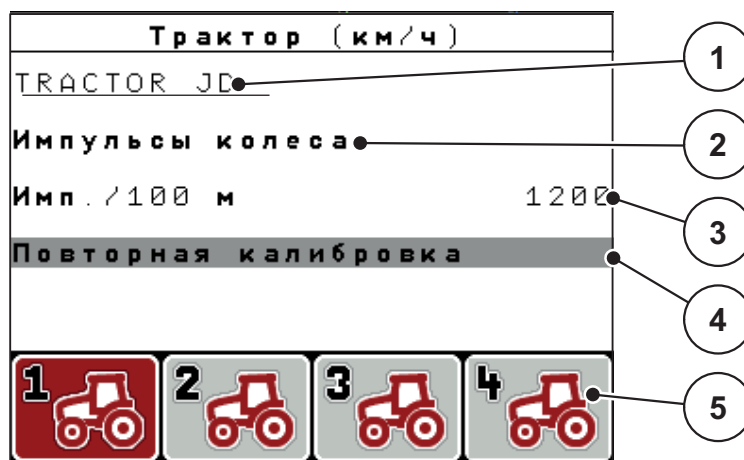 Трактор (км/ч)
TRACTOR JD
Импульсы колеса
Имп./100 м 1200
Повторная калибровка
1 2 3 4
1
2
3
4
5